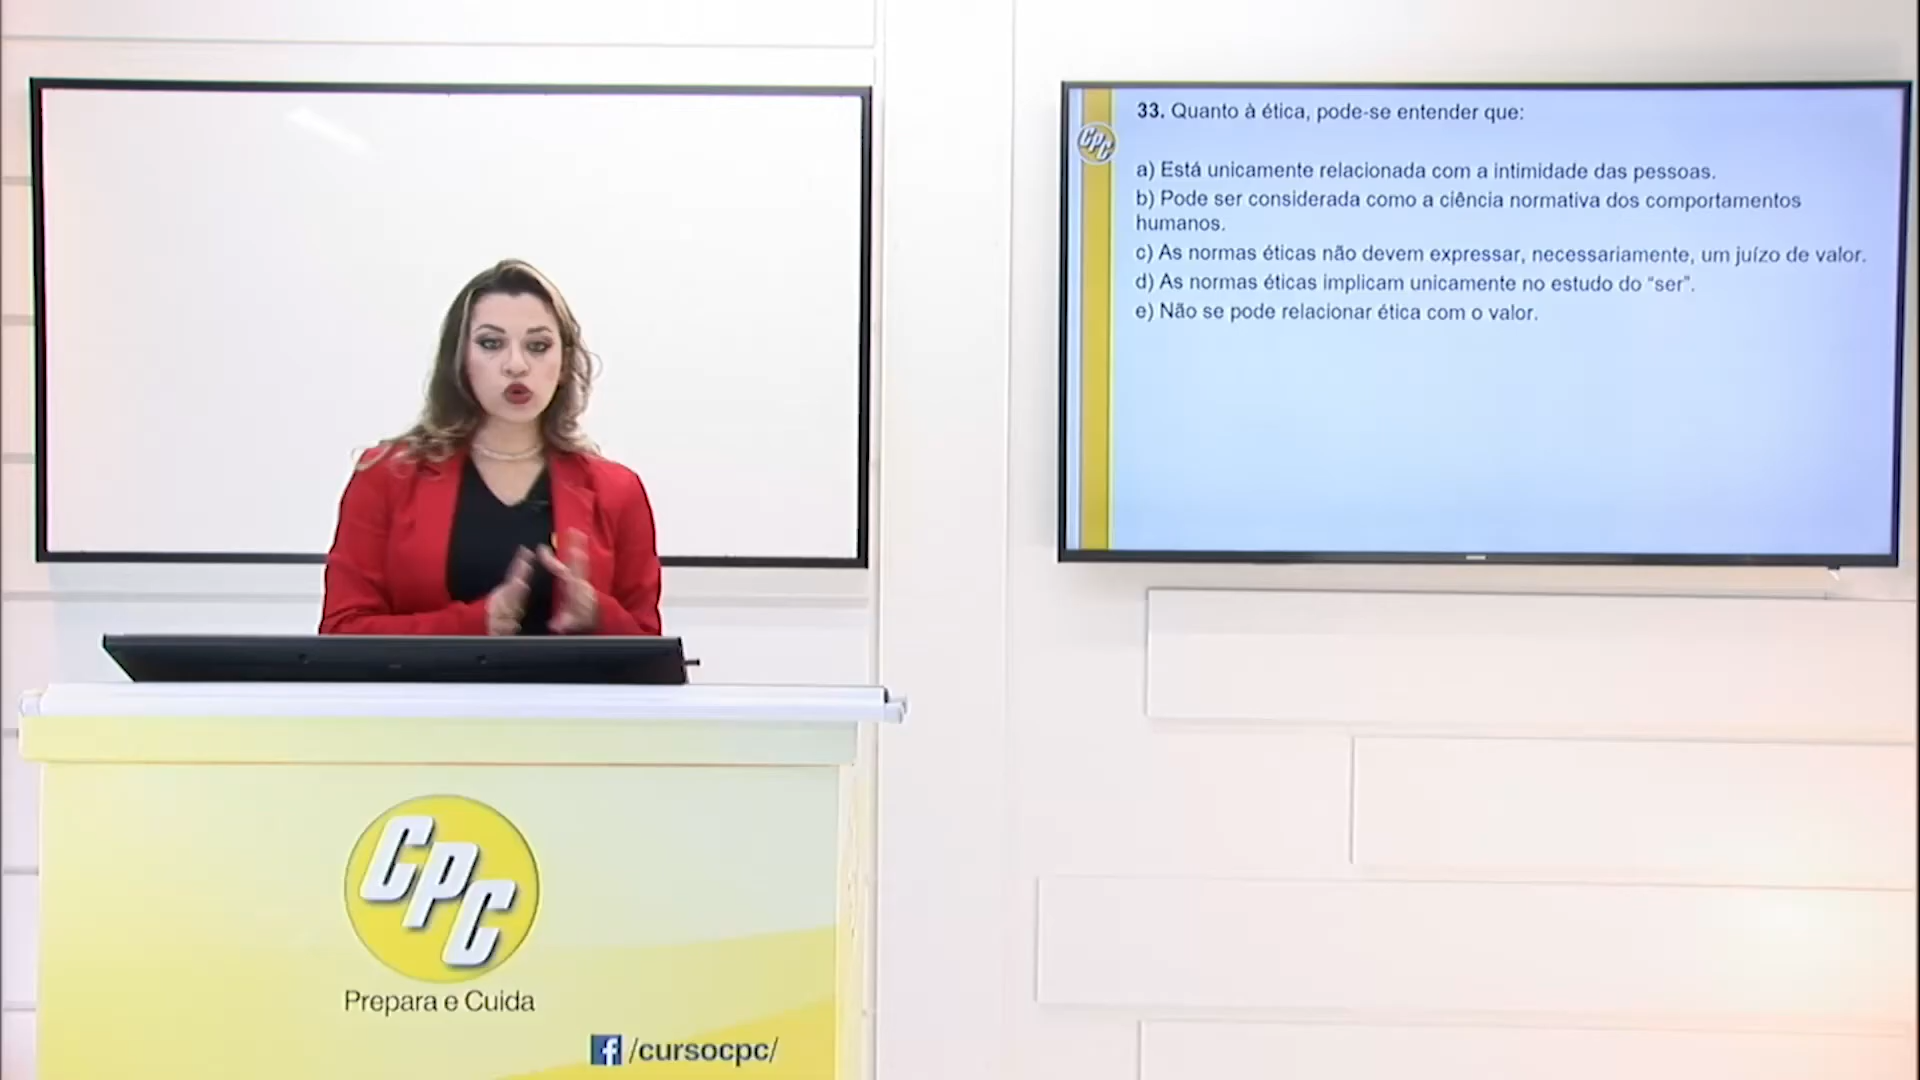 33. Quanto à ética, pode-se entender que:
CPC
a) Está unicamente relacionada com a intimidade das pessoas.
b) Pode ser considerada como a ciência normativa dos comportamentos
humanos.
c) As normas éticas não devem expressar, necessariamente, um juízo de valor.
d) As normas éticas implicam unicamente no estudo do “ser”.
e) Não se pode relacionar ética com o valor.
CPC
Prepara e Cuida
f /cursocpc/